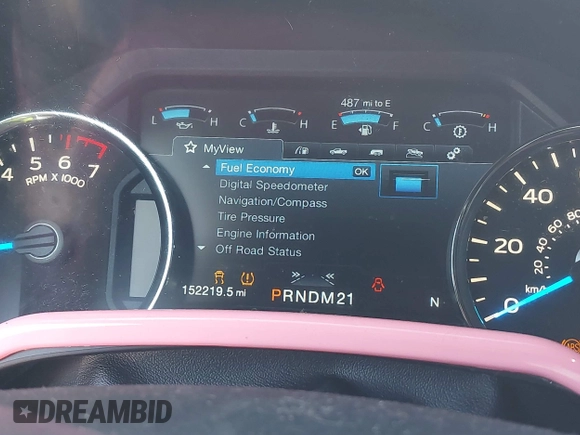 487 mi to E
L H C H E F C H
MyView
4 5 6 7
RPM X 1000
Fuel Economy OK
Digital Speedometer
Navigation/Compass
Tire Pressure
Engine Information
Off Road Status
152219.5 mi PRNDM21 N
0 20 40
20 40 60 80
km/h
ABS
DREAMBID